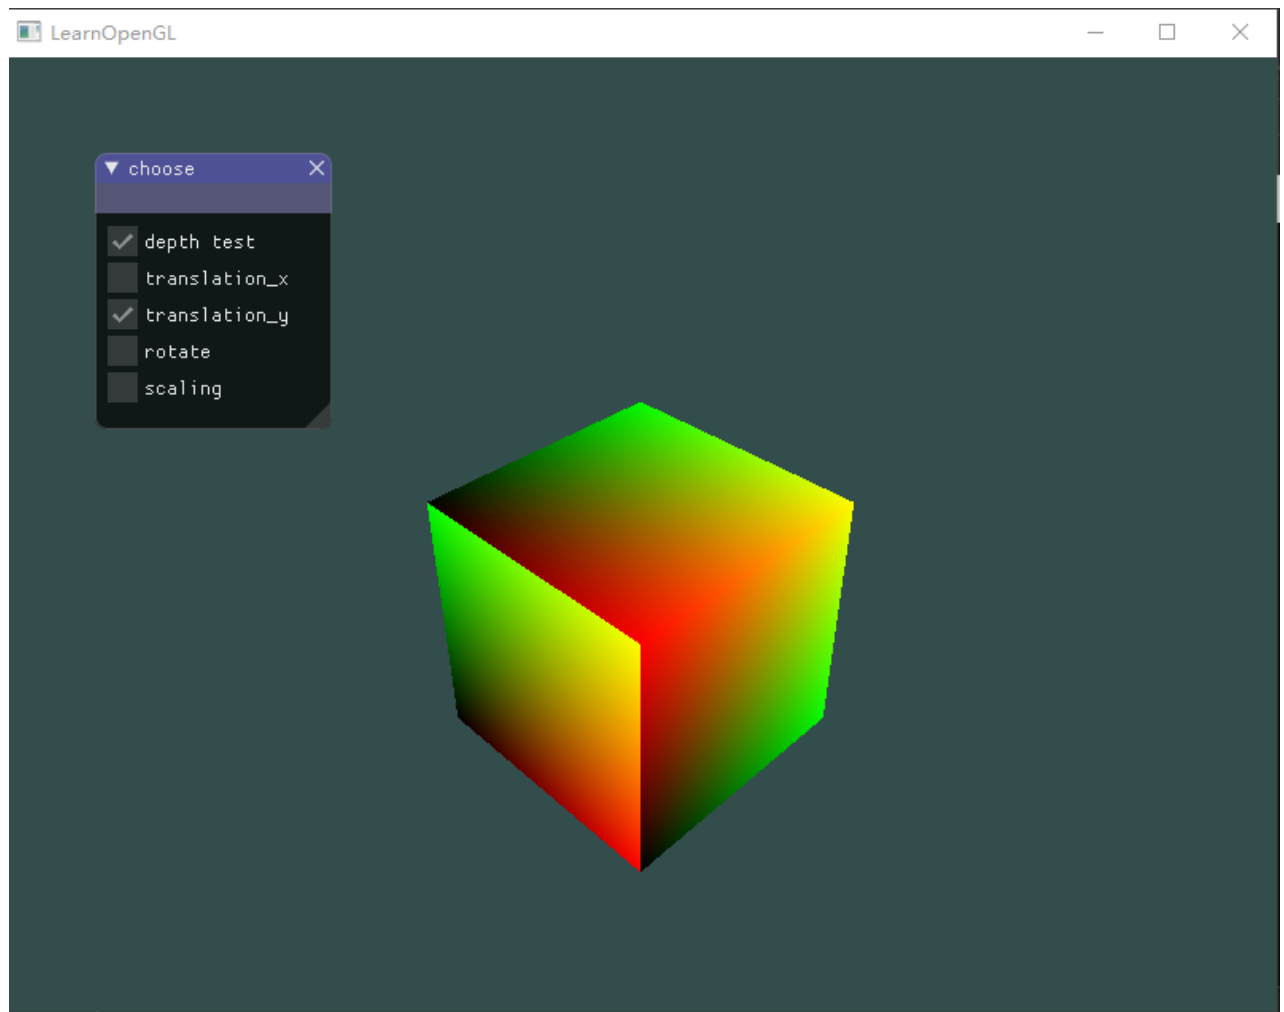 LearnOpenGL
choose
depth test
translation_x
translation_y
rotate
scaling